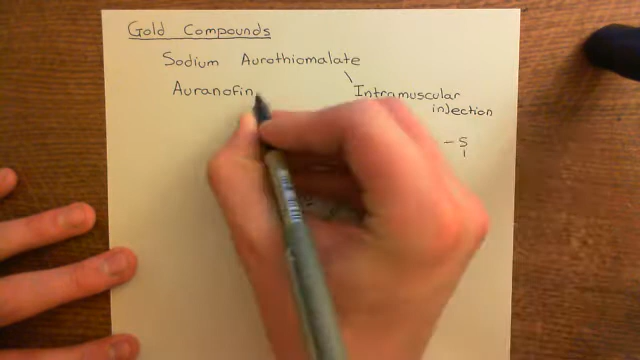 Gold Compounds
Sodium Aurothiomalate
Auranofin
Intramuscular
injection
- S